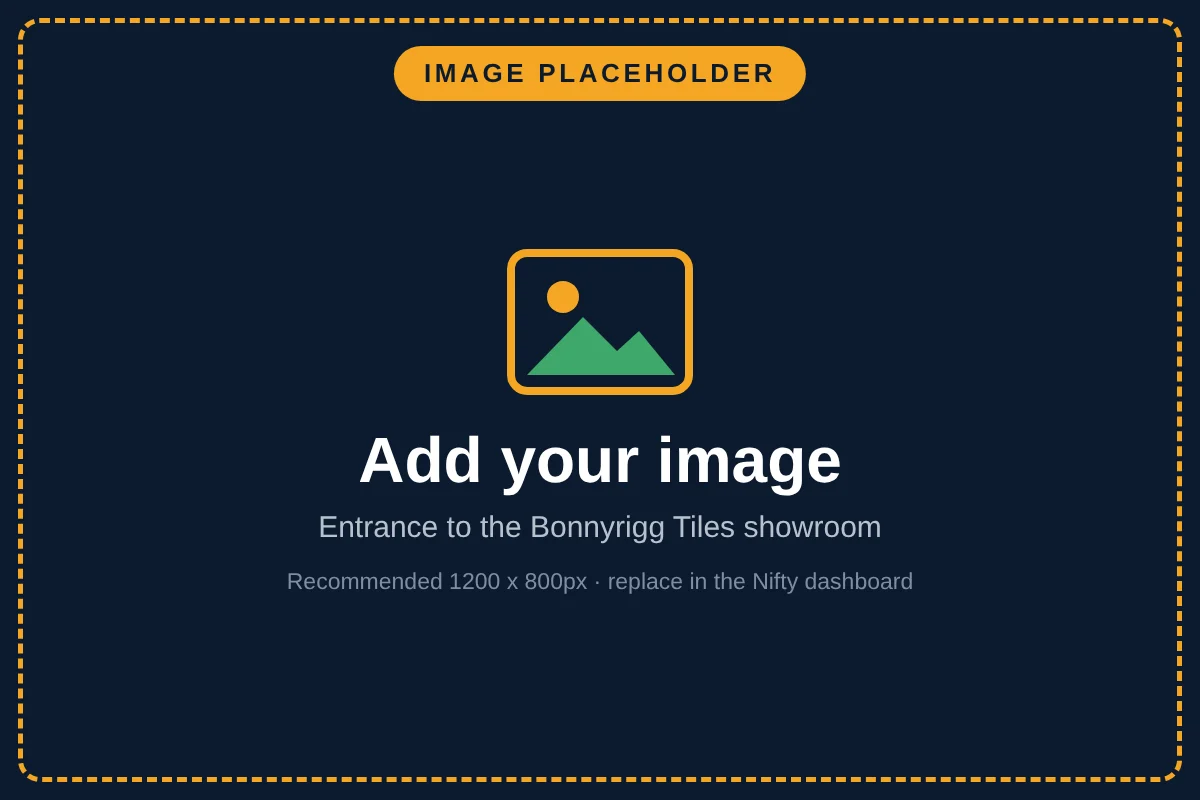 IMAGE PLACEHOLDER
Add your image
Entrance to the Bonnyrigg Tiles showroom
Recommended 1200 x 800px · replace in the Nifty dashboard